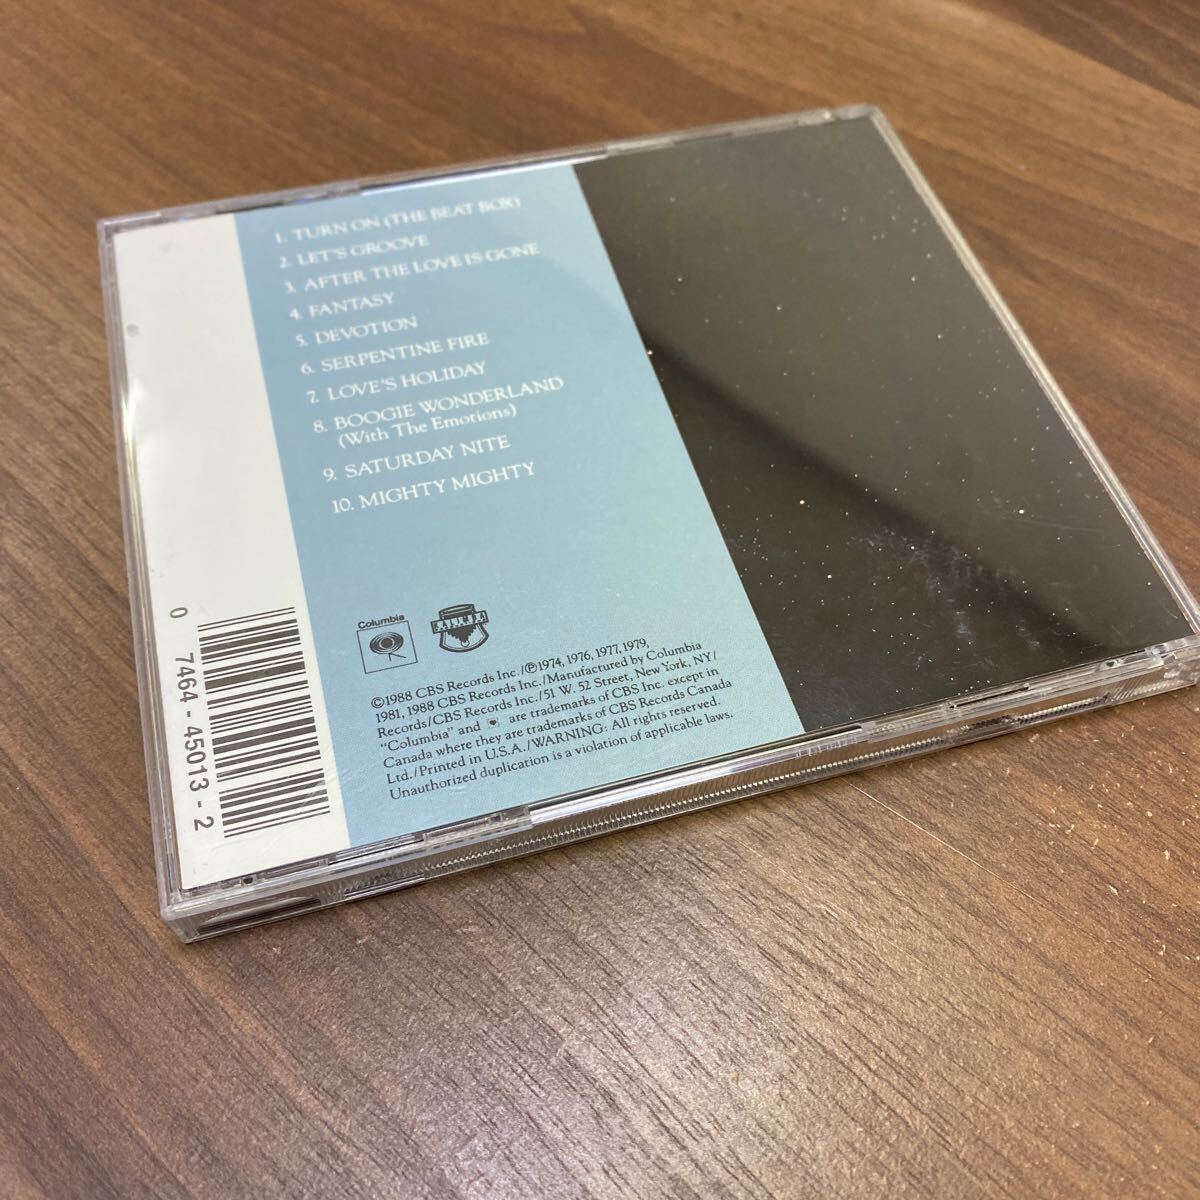 1. TURN ON (THE BEAT BOX)
2. LET'S GROOVE
3. AFTER THE LOVE IS GONE
4. FANTASY
5. DEVOTION
6. SERPENTINE FIRE
7. LOVE'S HOLIDAY
8. BOOGIE WONDERLAND
(With The Emotions)
9. SATURDAY NITE
10. MIGHTY MIGHTY
Columbia
©1988 CBS Records Inc./℗1974, 1976, 1977, 1979,
1981, 1988 CBS Records Inc./Manufactured by Columbia
Records/CBS Records Inc./51 W. 52 Street, New York, NY/
"Columbia" and are trademarks of CBS Inc. except in
Canada where they are trademarks of CBS Records Canada
Ltd./Printed in U.S.A./WARNING: All rights reserved.
Unauthorized duplication is a violation of applicable laws.
0 7464-45013-2